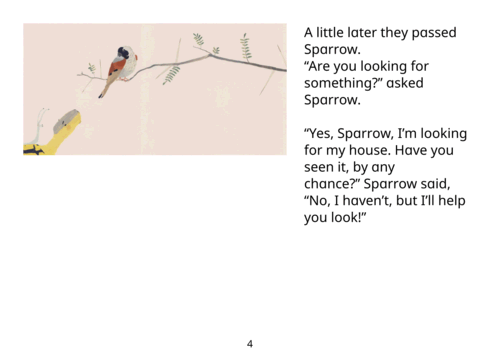 A little later they passed
Sparrow.
“Are you looking for
something?” asked
Sparrow.

“Yes, Sparrow, I’m looking
for my house. Have you
seen it, by any
chance?” Sparrow said,
“No, I haven’t, but I’ll help
you look!”
4